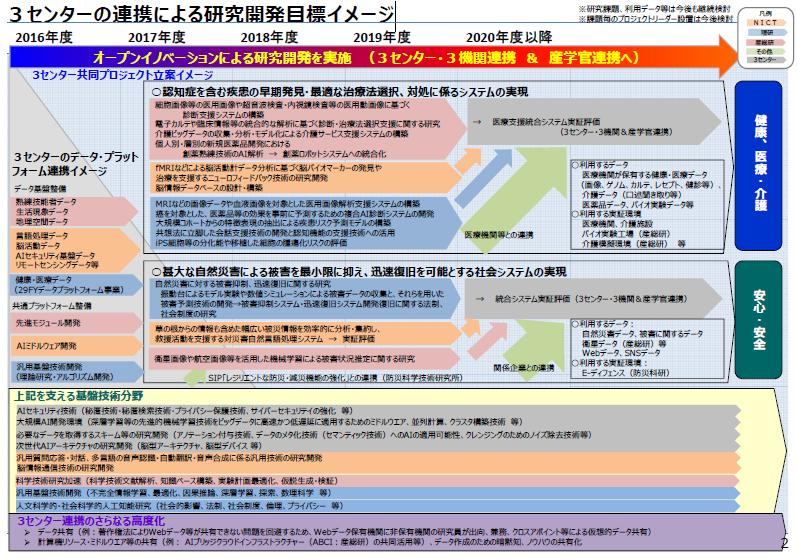 ３センターの連携による研究開発目標イメージ
※研究課題、利用データ等は今後も継続検討
※課題毎のプロジェクトリーダー設置は今後検討
凡例
ＮＩＣＴ
理研
産総研
その他
3センター
2016年度
2017年度
2018年度
2020年度以降
オープンイノベーションによる研究開発を実施　（３センター・３機関連携　＆　産学官連携へ）
３センター共同プロジェクト立案イメージ
３センターのデータ・プラットフォーム連携イメージ
データ基盤整備
熟練技能者データ
生活現象データ
地理空間データ
言語処理データ
脳活動データ
AIセキュリティ基盤データ
リモートセンシングデータ等
健康・医療データ
（29FYデータプラットフォーム事業）
共通プラットフォーム整備
先進モジュール開発
AIミドルウェア開発
汎用基盤技術開発
（理論研究・アルゴリズム開発）
○認知症を含む疾患の早期発見・最適な治療法選択、対処に係るシステムの実現
細胞画像等の医用画像や超音波検査・内視鏡検査等の医用動画像に基づく
診断支援システムの構築
電子カルテや臨床情報等の統合的な解析に基づく診断・治療法選択支援に関する研究
介護ビッグデータの収集・分析・モデル化による介護サービス支援システムの構築
個人別・層別の新規医薬品開発における
創薬熟練技術のAI解析　→　創薬ロボットシステムへの統合化
fMRIなどによる脳活動計データ分析に基づく脳バイオマーカーの発見や
治療を支援するニューロフィードバック技術の研究開発
脳情報データベースの設計・構築
MRIなどの画像データや血液画像を対象とした医用画像解析支援システムの構築
癌を対象とした、医薬品等の効果を事前に予測するための複合AI診断システムの開発
大規模コホートからの特徴表現の抽出による疾患リスク予測モデルの構築
共想法に立脚した会話支援技術の開発と認知機能の支援技術への活用
iPS細胞等の分化能や移植した細胞の腫瘍化リスクの評価
→　医療支援統合システム実証評価
（３センター・３機関＆産学官連携）
医療機関等との連携
○利用するデータ
医療機関が保有する健康・医療データ
（画像、ゲノム、カルテ、レセプト、健診等）、
介護データ（口述聞き取り等）
医薬品データ、バイオ実験データ等
○利用する実証環境
医療機関、介護施設
バイオ実験工場（産総研）
介護模擬環境（産総研）　等
健康、医療・介護
○甚大な自然災害による被害を最小限に抑え、迅速復旧を可能とする社会システムの実現
自然災害に対する被害抑制、迅速復旧に関する研究
振動台によるモデル実験や数値シミュレーションによる被害データの収集と、それらを用いた
被害予測技術の開発→被害抑制システム・迅速復旧システム開発復旧に関する法制、
社会制度の研究
草の根からの情報も含めた幅広い被災情報を効率的に分析・集約し、
救援活動を支援する対災害自然言語処理システム　→　実証評価
衛星画像や航空画像等を活用した機械学習による被害状況推定に関する研究
SIP「レジリエントな防災・減災機能の強化」との連携（防災科学技術研究所）
→　統合システム実証評価（３センター・３機関＆産学官連携）
関係企業との連携
○利用するデータ：
自然災害データ、被害に関するデータ
衛星データ（産総研）等
Webデータ、SNSデータ
○利用する実証環境：
E-ディフェンス（防災科研）
安心・安全
上記を支える基盤技術分野
AIセキュリティ技術（秘匿技術・秘匿検索技術・プライバシー保護技術、サイバーセキュリティの強化　等）
大規模AI開発環境（深層学習等の先進的機械学習技術をビッグデータに高速かつ低遅延に適用するためのミドルウエア、並列計算、クラスタ構築技術　等）
必要なデータを取得するスキーム等の研究開発（アノテーション付与技術、データのメタ化技術（セマンティック技術）へのAIの適用可能性、クレンジングのためのノイズ除去技術等）
次世代AIアーキテクチャの研究開発（脳型アーキテクチャ、脳型デバイス　等）
汎用質問応答・対話、多言語の音声認識・自動翻訳・音声合成に係る汎用技術の研究開発
脳情報通信技術の研究開発
科学技術研究加速（科学技術文献解析、知識ベース構築、実験計画最適化、仮説生成・検証）
汎用基盤技術開発（不完全情報学習、最適化、因果推論、深層学習、探索、数理科学　等）
人文科学的・社会科学的人工知能研究（社会的影響、法制、社会制度、倫理、プライバシー　等）
３センター連携のさらなる高度化
➢ データ共有（例：著作権法によりWebデータ等が共有できない問題を回避するため、Webデータ保有機関に非保有機関の研究員が出向、兼務、クロスアポイント等による仮想的データ共有）
➢ 計算機リソース・ミドルウエア等の共有（例：AIブリッジクラウドインフラストラクチャー（ABCI：産総研）の共同活用等）、データ作成のための暗黙知、ノウハウの共有化
2